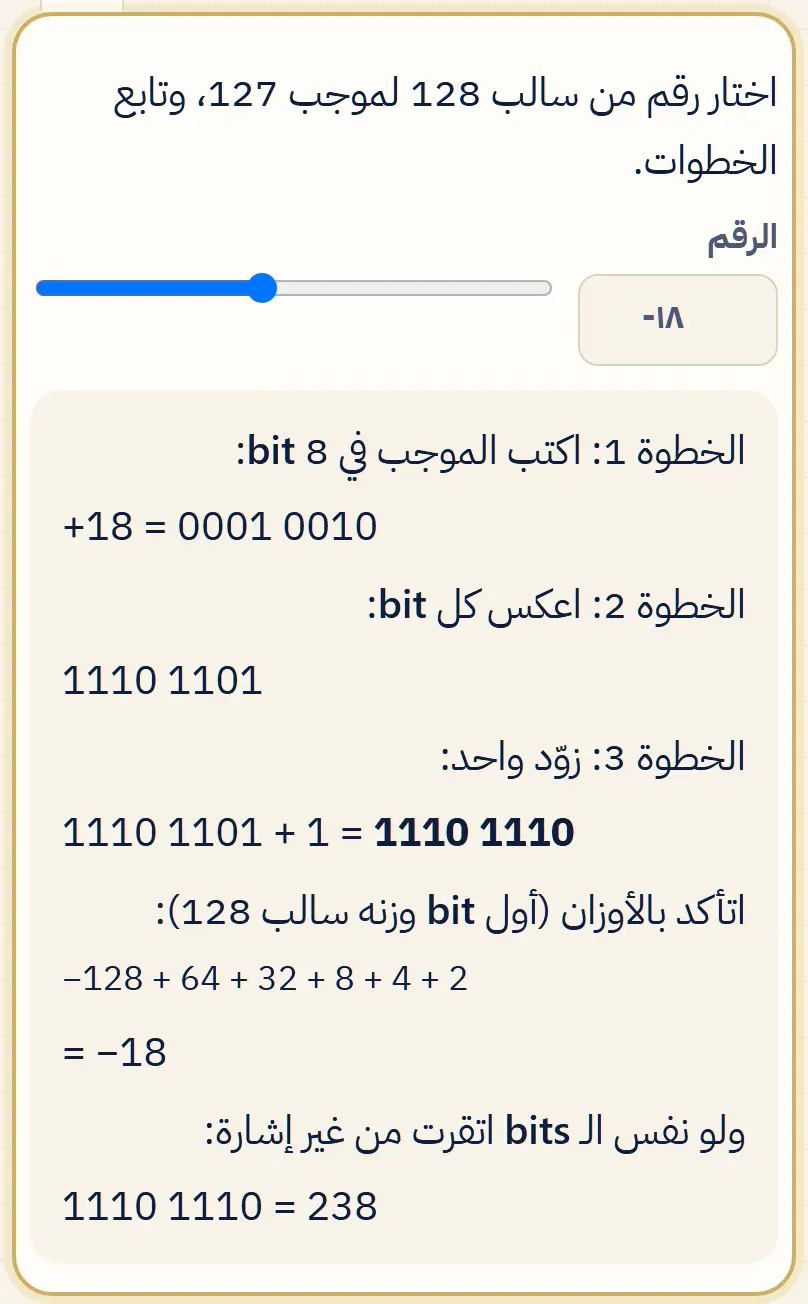 اختار رقم من سالب 128 لموجب 127، وتابع
الخطوات.
الرقم
-١٨
الخطوة 1: اكتب الموجب في 8 bit:
+18 = 0001 0010
الخطوة 2: اعكس كل bit:
1110 1101
الخطوة 3: زوّد واحد:
1110 1101 + 1 = 1110 1110
اتأكد بالأوزان (أول bit وزنه سالب 128):
−128 + 64 + 32 + 8 + 4 + 2
= −18
ولو نفس الـ bits اتقرت من غير إشارة:
1110 1110 = 238